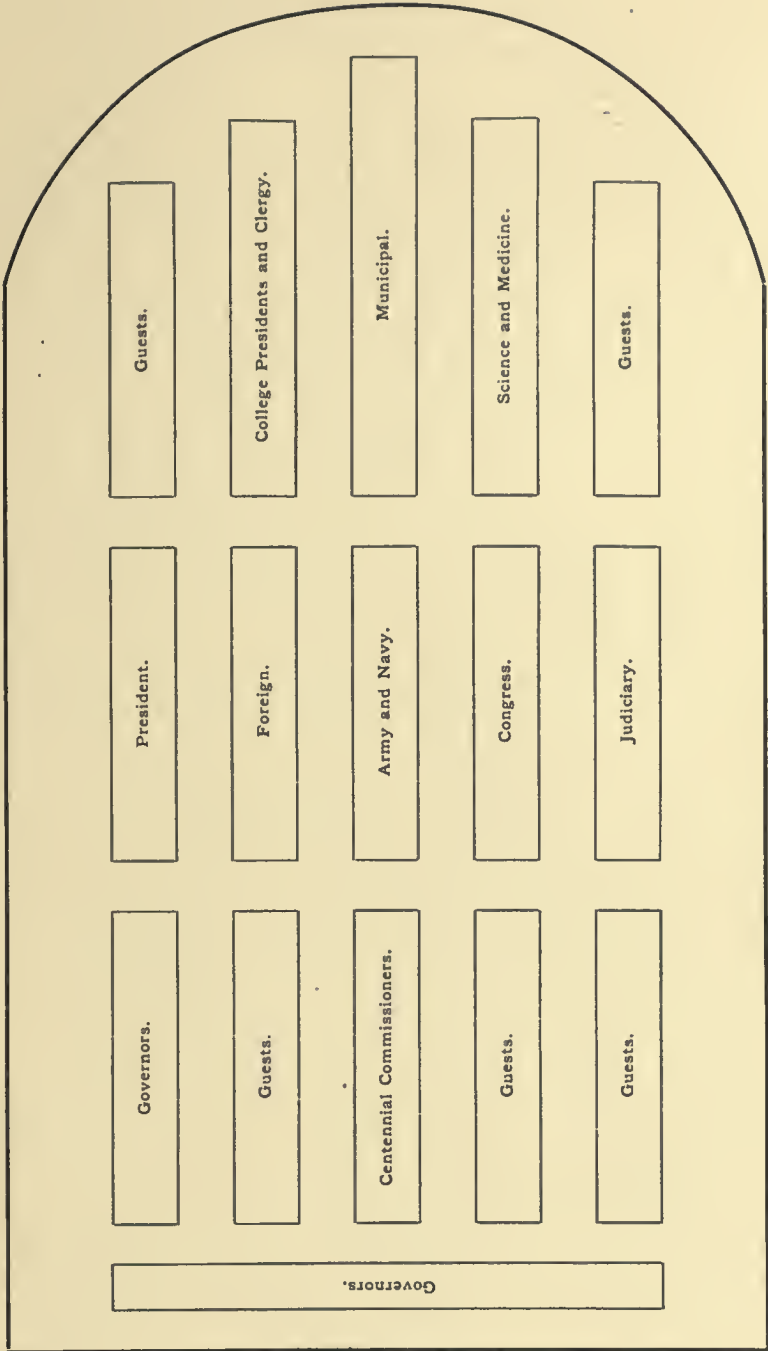 Governors.
Governors.
President.
Guests.
Guests.
Foreign.
College Presidents and Clergy.
Centennial Commissioners.
Army and Navy.
Municipal.
Guests.
Congress.
Science and Medicine.
Guests.
Judiciary.
Guests.